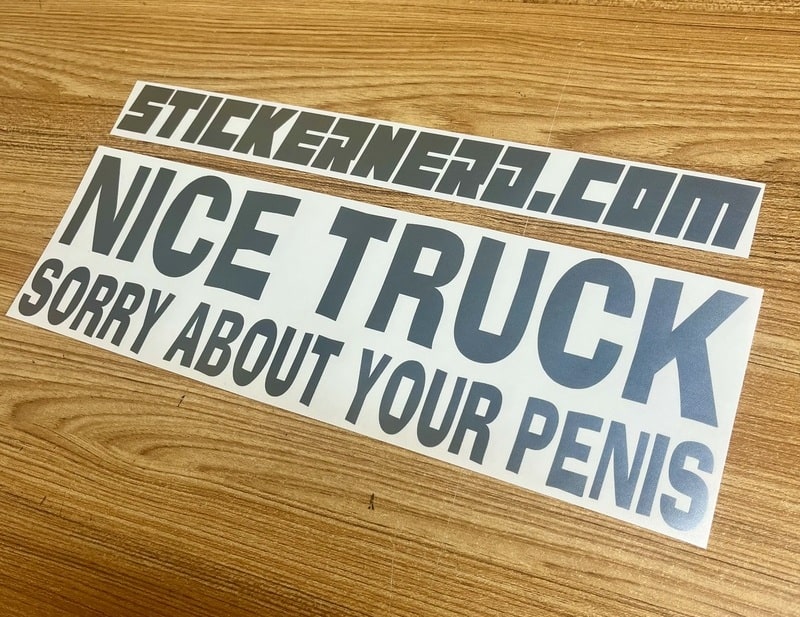 STICKERNERD.COM
NICE TRUCK
SORRY ABOUT YOUR PENIS